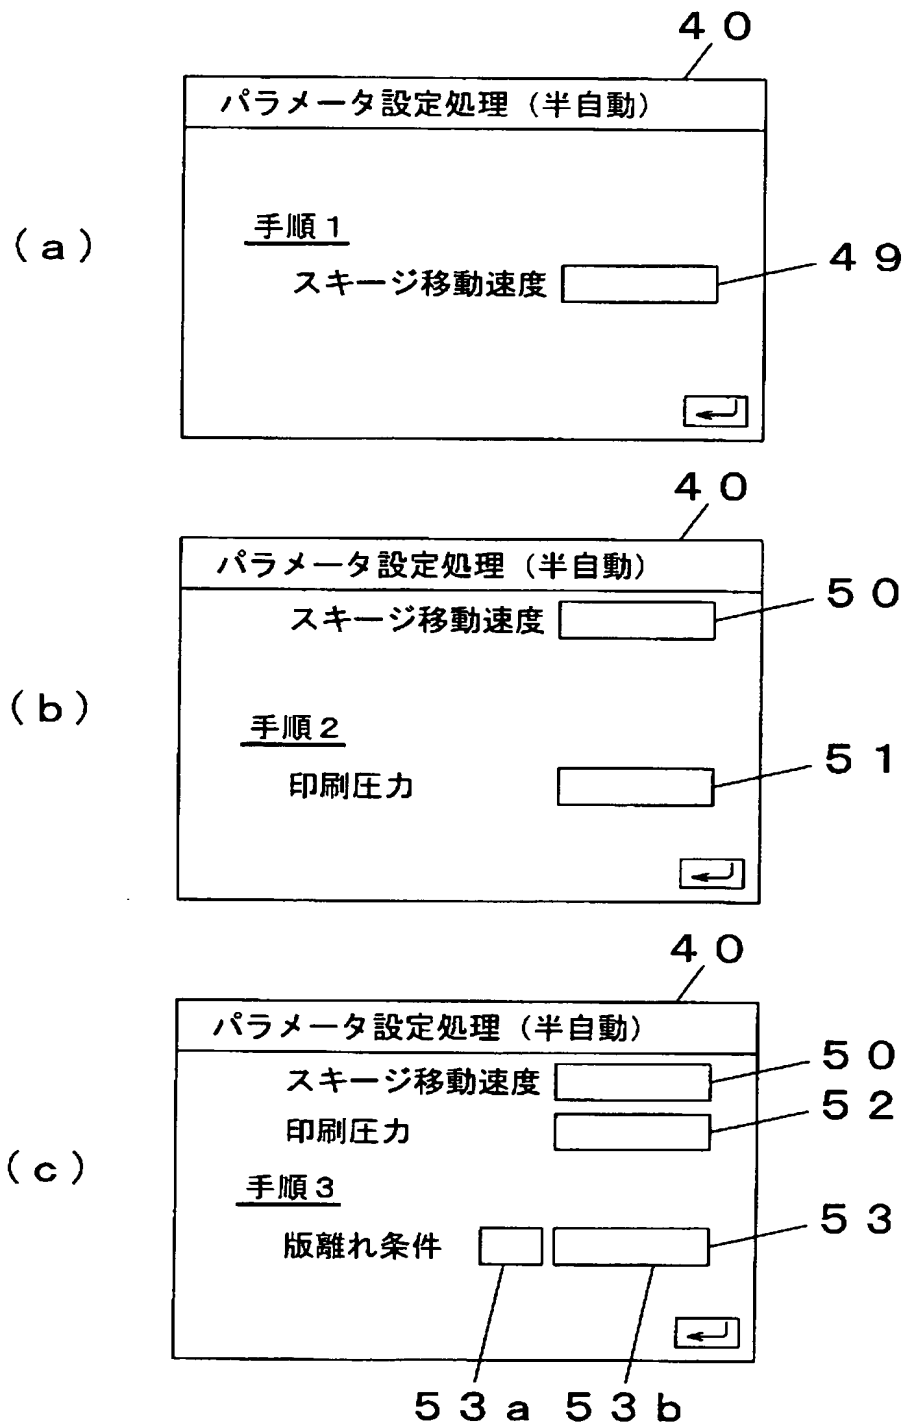 40
パラメータ設定処理（半自動）
（a）
手順1
スキージ移動速度
49
40
パラメータ設定処理（半自動）
スキージ移動速度
50
（b）
手順2
印刷圧力
51
40
パラメータ設定処理（半自動）
スキージ移動速度
50
印刷圧力
52
（c）
手順3
版離れ条件
53
53a 53b